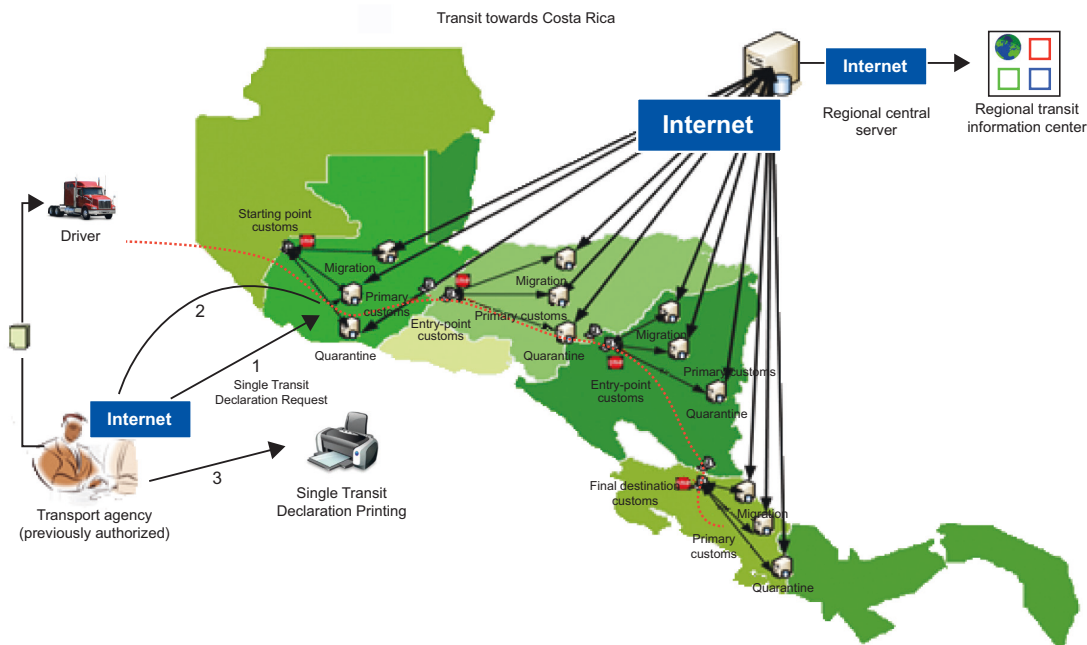 Transit towards Costa Rica
Internet
Internet
Regional central
server
Regional transit
information center
Driver
Starting point
customs
Migration
Primary
customs
Quarantine
Entry-point
customs
Migration
Primary customs
Quarantine
Entry-point
customs
Migration
Primary customs
Quarantine
Final destination
customs
Migration
Primary
customs
Quarantine
2
1
Single Transit
Declaration Request
Internet
3
Transport agency
(previously authorized)
Single Transit
Declaration Printing